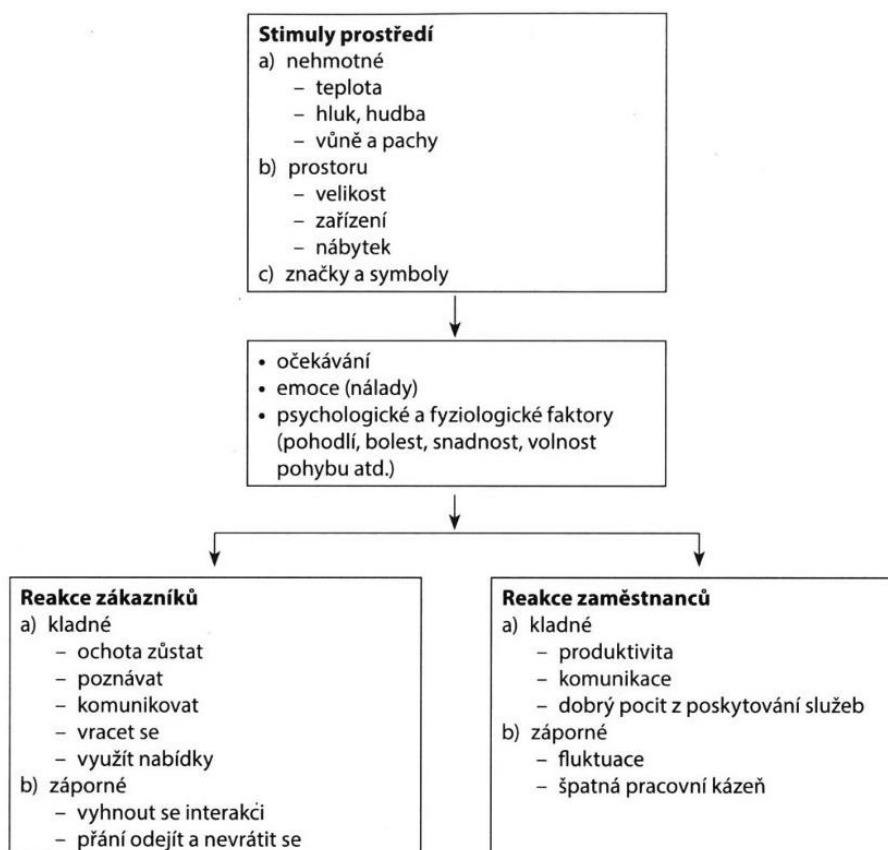 Stimuly prostředí
a) nehmotné
– teplota
– hluk, hudba
– vůně a pachy
b) prostoru
– velikost
– zařízení
– nábytek
c) značky a symboly
• očekávání
• emoce (nálady)
• psychologické a fyziologické faktory
(pohodlí, bolest, snadnost, volnost
pohybu atd.)
Reakce zákazníků
a) kladné
– ochota zůstat
– poznávat
– komunikovat
– vracet se
– využít nabídky
b) záporné
– vyhnout se interakci
– přání odejít a nevrátit se
Reakce zaměstnanců
a) kladné
– produktivita
– komunikace
– dobrý pocit z poskytování služeb
b) záporné
– fluktuace
– špatná pracovní kázeň